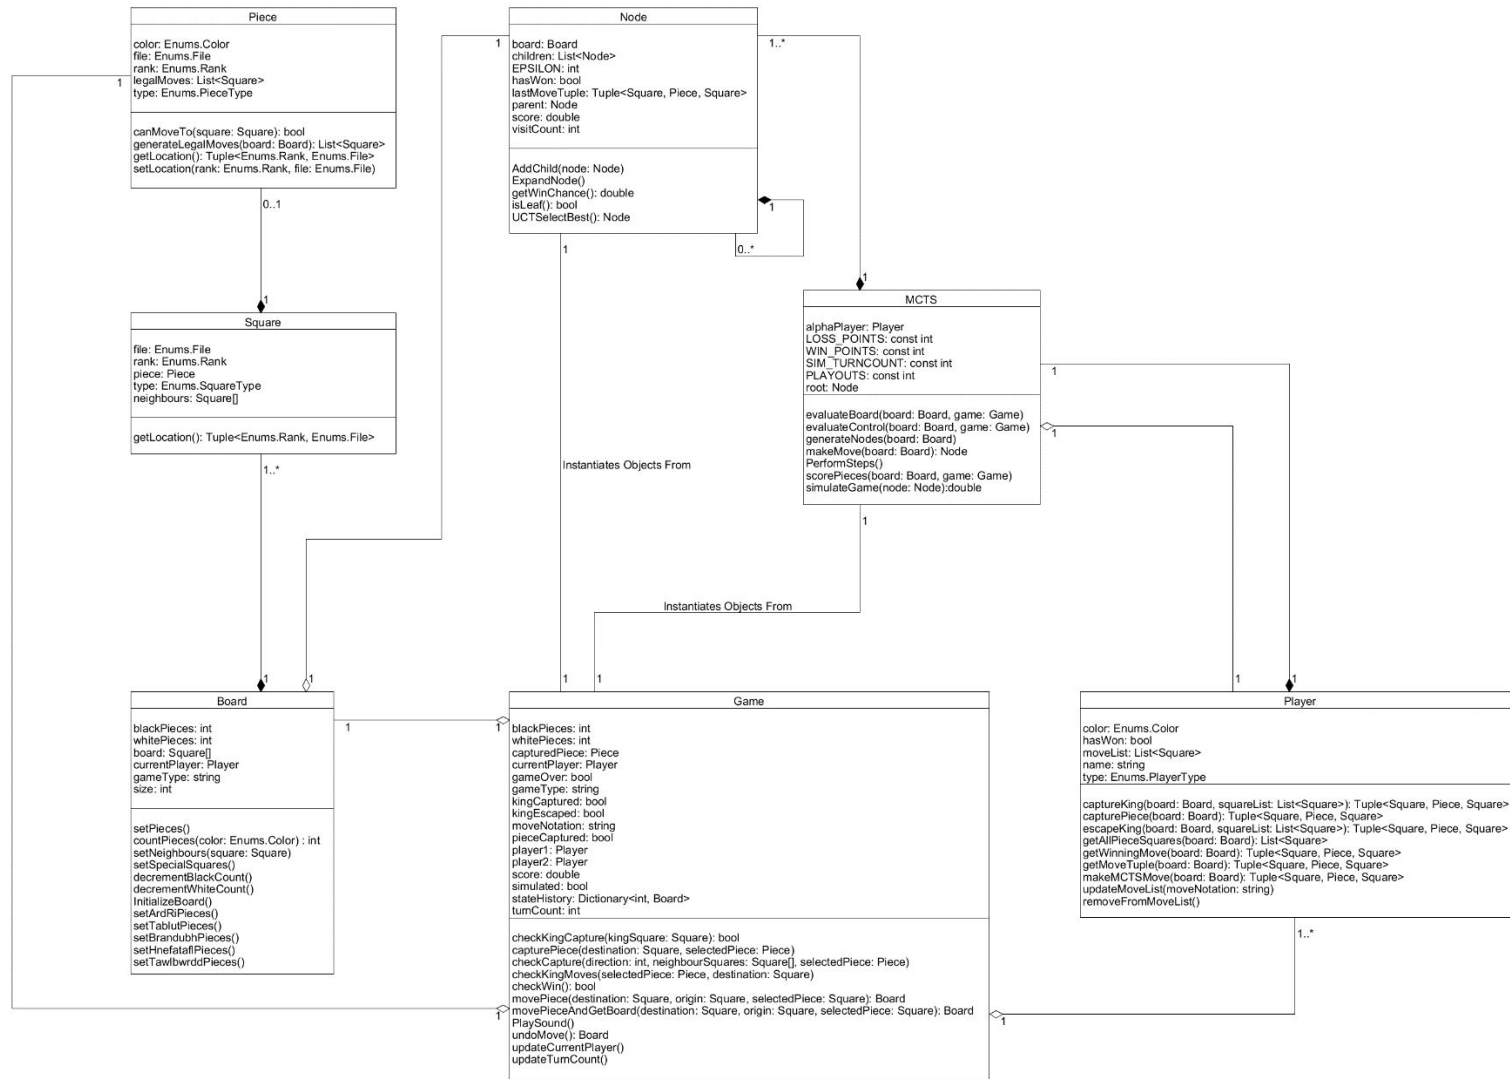 Piece
color: Enums.Color
file: Enums.File
rank: Enums.Rank
legalMoves: List<Square>
type: Enums.PieceType
canMoveTo(square: Square): bool
generateLegalMoves(board: Board): List<Square>
getLocation(): Tuple<Enums.Rank, Enums.File>
setLocation(rank: Enums.Rank, file: Enums.File)
1
0..1
1
Square
file: Enums.File
rank: Enums.Rank
piece: Piece
type: Enums.SquareType
neighbours: Square[]
getLocation(): Tuple<Enums.Rank, Enums.File>
1..*
1
1
Board
blackPieces: int
whitePieces: int
board: Square[]
currentPlayer: Player
gameType: string
size: int
setPieces()
countPieces(color: Enums.Color) : int
setNeighbours(square: Square)
setSpecialSquares()
decrementBlackCount()
decrementWhiteCount()
InitializeBoard()
setArdRiPieces()
setTablutPieces()
setBrandubhPieces()
setHnefataflPieces()
setTawlbwrddPieces()
1
Node
board: Board
children: List<Node>
EPSILON: int
hasWon: bool
lastMoveTuple: Tuple<Square, Piece, Square>
parent: Node
score: double
visitCount: int
AddChild(node: Node)
ExpandNode()
getWinChance(): double
isLeaf(): bool
UCTSelectBest(): Node
1
1..*
1
0..*
1
Instantiates Objects From
1
1
MCTS
alphaPlayer: Player
LOSS_POINTS: const int
WIN_POINTS: const int
SIM_TURNCOUNT: const int
PLAYOUTS: const int
root: Node
evaluateBoard(board: Board, game: Game)
evaluateControl(board: Board, game: Game)
generateNodes(board: Board)
makeMove(board: Board): Node
PerformSteps()
scorePieces(board: Board, game: Game)
simulateGame(node: Node):double
1
1
1
Instantiates Objects From
1
Game
blackPieces: int
whitePieces: int
capturedPiece: Piece
currentPlayer: Player
gameOver: bool
gameType: string
kingCaptured: bool
kingEscaped: bool
moveNotation: string
pieceCaptured: bool
player1: Player
player2: Player
score: double
simulated: bool
stateHistory: Dictionary<int, Board>
turnCount: int
checkKingCapture(kingSquare: Square): bool
capturePiece(destination: Square, selectedPiece: Piece)
checkCapture(direction: int, neighbourSquares: Square[], selectedPiece: Piece)
checkKingMoves(selectedPiece: Piece, destination: Square)
checkWin(): bool
movePiece(destination: Square, origin: Square, selectedPiece: Square): Board
movePieceAndGetBoard(destination: Square, origin: Square, selectedPiece: Square): Board
PlaySound()
undoMove(): Board
updateCurrentPlayer()
updateTurnCount()
1
1
1
1
1
Player
color: Enums.Color
hasWon: bool
moveList: List<Square>
name: string
type: Enums.PlayerType
captureKing(board: Board, squareList: List<Square>): Tuple<Square, Piece, Square>
capturePiece(board: Board): Tuple<Square, Piece, Square>
escapeKing(board: Board, squareList: List<Square>): Tuple<Square, Piece, Square>
getAllPieceSquares(board: Board): List<Square>
getWinningMove(board: Board): Tuple<Square, Piece, Square>
getMoveTuple(board: Board): Tuple<Square, Piece, Square>
makeMCTSMove(board: Board): Tuple<Square, Piece, Square>
updateMoveList(moveNotation: string)
removeFromMoveList()
1..*